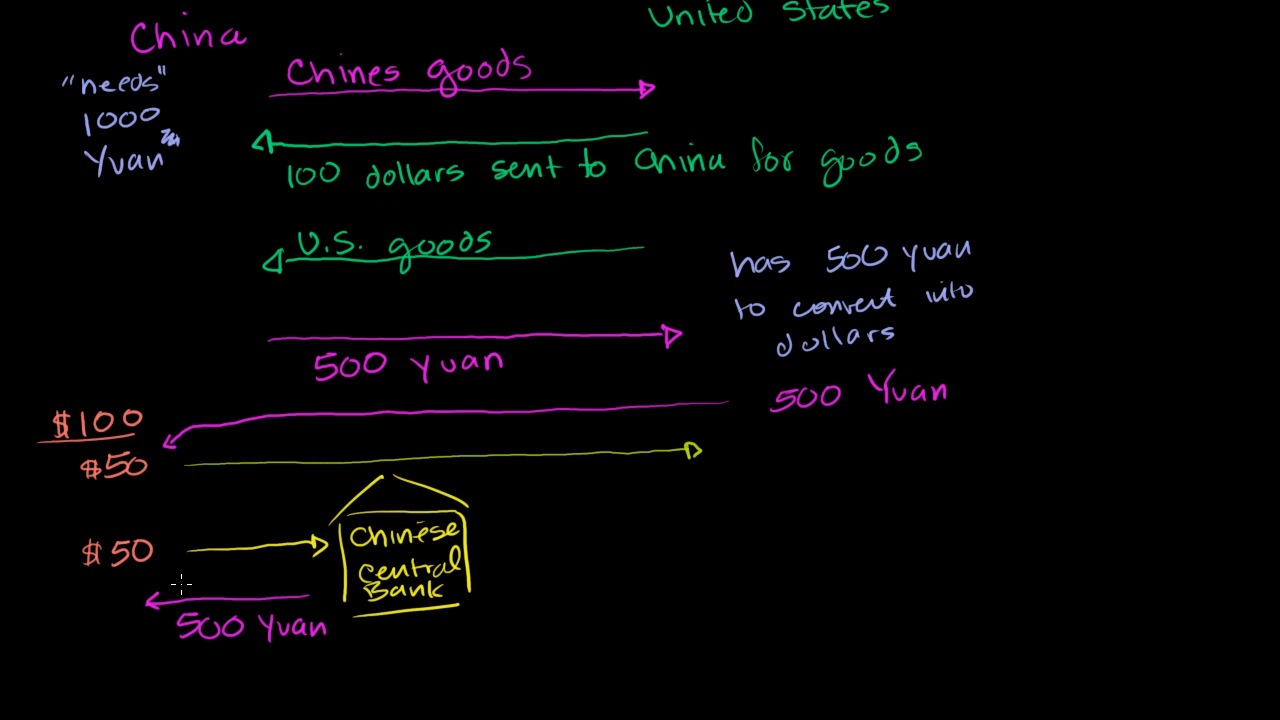 China
United States
"needs"
1000
Yuan"
Chines goods
100 dollars sent to China for goods
U.S. goods
has 500 yuan
to convert into
dollars
500 yuan
500 Yuan
$100
$50
$50
Chinese
central
Bank
500 Yuan